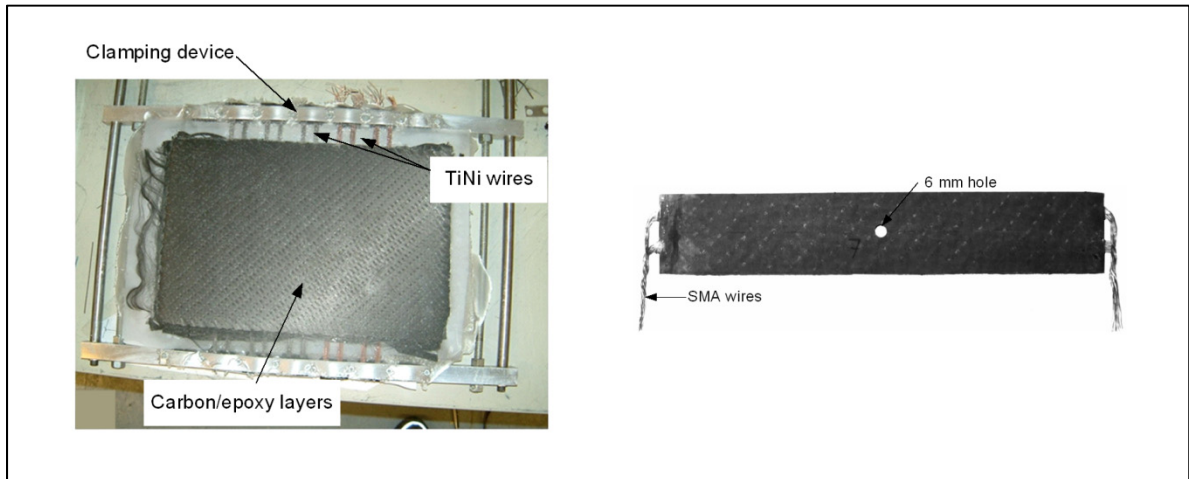 Clamping device
TiNi wires
Carbon/epoxy layers
6 mm hole
SMA wires